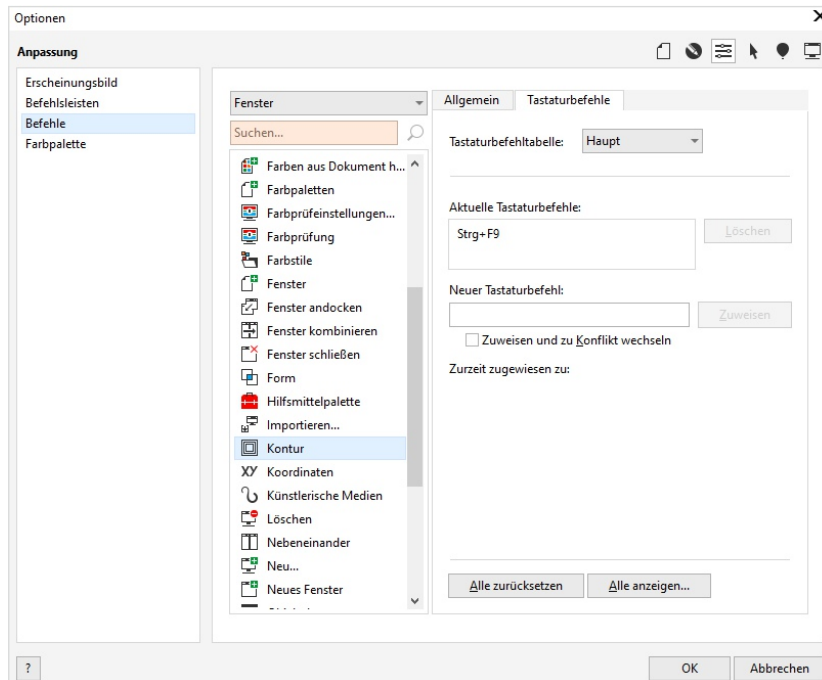 Optionen
Anpassung
Erscheinungsbild
Befehlsleisten
Befehle
Farbpalette
Fenster
Suchen...
Farben aus Dokument h...
Farbpaletten
Farbprüfeinstellungen...
Farbprüfung
Farbstile
Fenster
Fenster andocken
Fenster kombinieren
Fenster schließen
Form
Hilfsmittelpalette
Importieren...
Kontur
XY Koordinaten
Künstlerische Medien
Löschen
Nebeneinander
Neu...
Neues Fenster
Allgemein
Tastaturbefehle
Tastaturbefehltabelle:
Haupt
Aktuelle Tastaturbefehle:
Strg+F9
Löschen
Neuer Tastaturbefehl:
Zuweisen
Zuweisen und zu Konflikt wechseln
Zurzeit zugewiesen zu:
Alle zurücksetzen
Alle anzeigen...
?
OK
Abbrechen